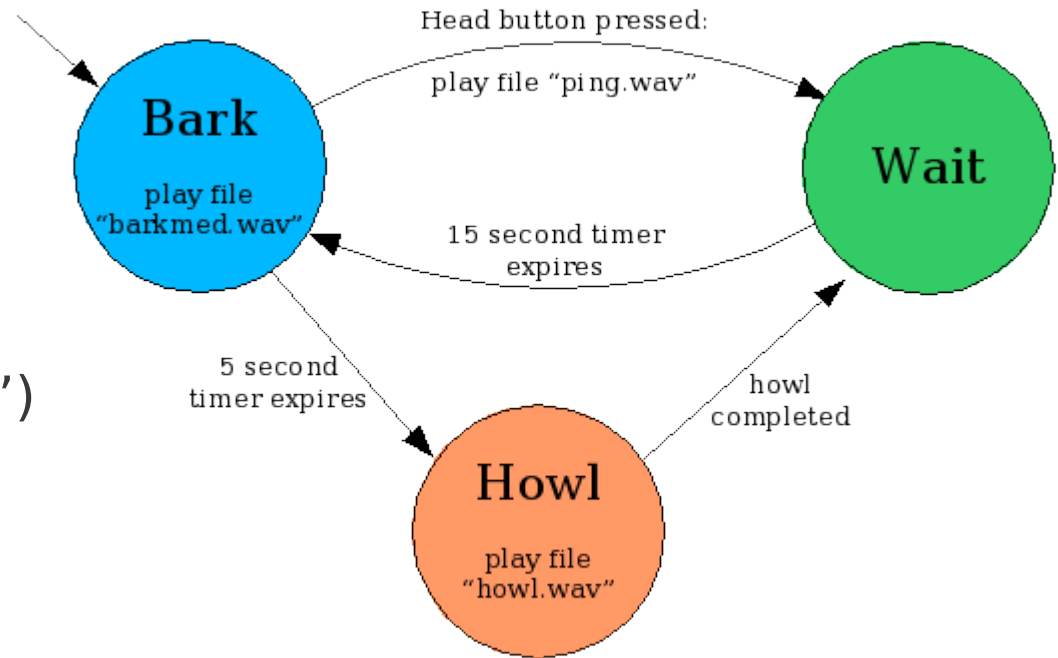 Head button pressed:
play file “ping.wav”
Bark
play file
“barkmed.wav”
Wait
15 second timer
expires
5 second
timer expires
’)
howl
completed
Howl
play file
“howl.wav”